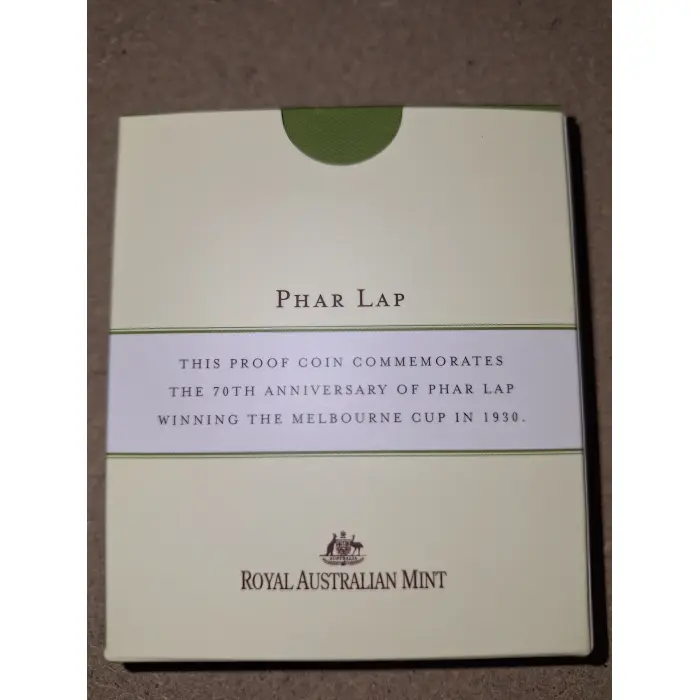 PHAR LAP
THIS PROOF COIN COMMEMORATES
THE 70TH ANNIVERSARY OF PHAR LAP
WINNING THE MELBOURNE CUP IN 1930.
AUSTRALIA
ROYAL AUSTRALIAN MINT